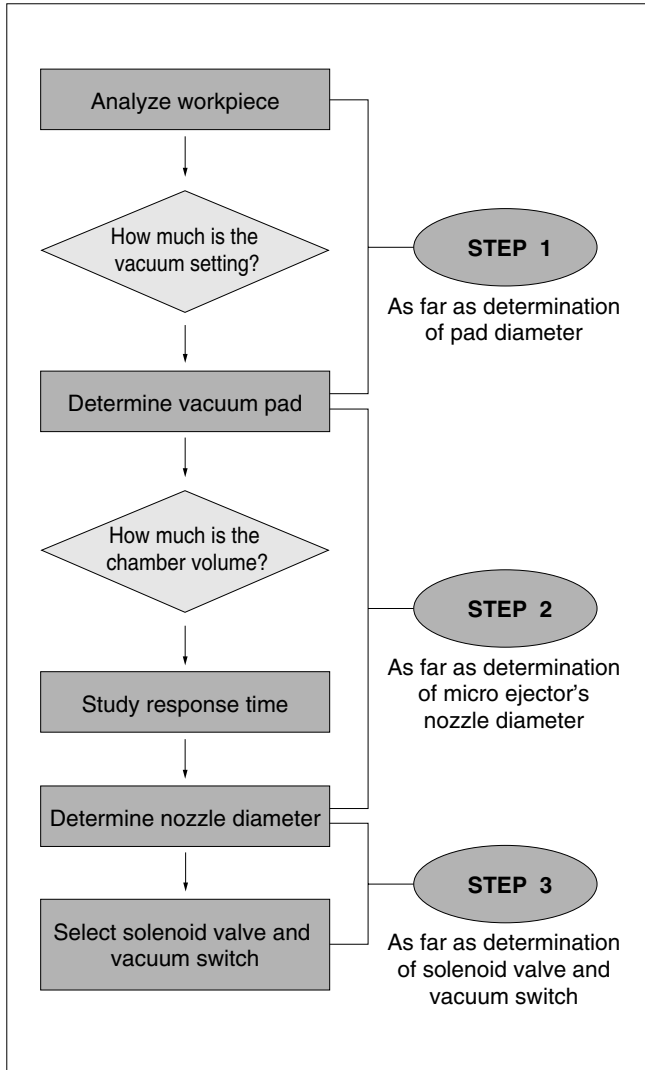 Analyze workpiece
How much is the
vacuum setting?
STEP 1
As far as determination
of pad diameter
Determine vacuum pad
How much is the
chamber volume?
STEP 2
As far as determination
of micro ejector's
nozzle diameter
Study response time
Determine nozzle diameter
STEP 3
As far as determination
of solenoid valve and
vacuum switch
Select solenoid valve and
vacuum switch